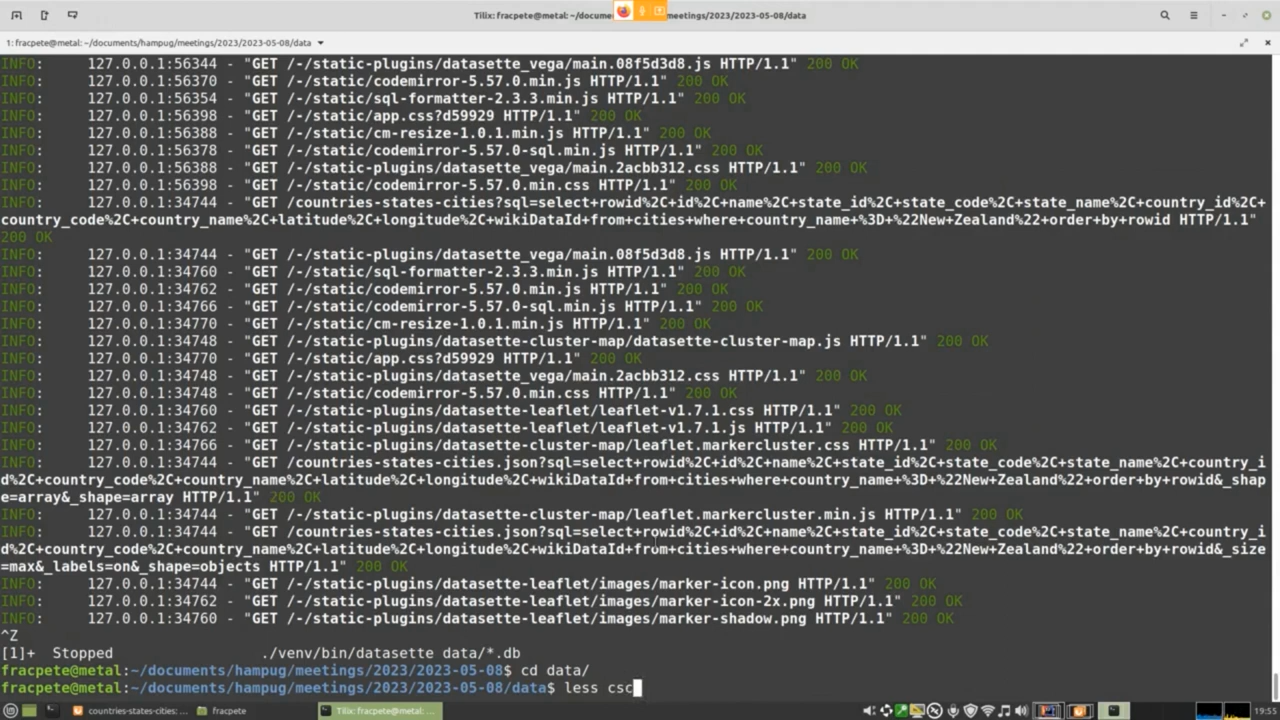 Tilix: fracpete@metal: ~/docume meetings/2023/2023-05-08/data
1: fracpete@metal: ~/documents/hampug/meetings/2023/2023-05-08/data
INFO: 127.0.0.1:56344 - "GET /-/static-plugins/datasette_vega/main.08f5d3d8.js HTTP/1.1" 200 OK
INFO: 127.0.0.1:56370 - "GET /-/static/codemirror-5.57.0.min.js HTTP/1.1" 200 OK
INFO: 127.0.0.1:56354 - "GET /-/static/sql-formatter-2.3.3.min.js HTTP/1.1" 200 OK
INFO: 127.0.0.1:56398 - "GET /-/static/app.css?d59929 HTTP/1.1" 200 OK
INFO: 127.0.0.1:56388 - "GET /-/static/cm-resize-1.0.1.min.js HTTP/1.1" 200 OK
INFO: 127.0.0.1:56378 - "GET /-/static/codemirror-5.57.0-sql.min.js HTTP/1.1" 200 OK
INFO: 127.0.0.1:56388 - "GET /-/static-plugins/datasette_vega/main.2acbb312.css HTTP/1.1" 200 OK
INFO: 127.0.0.1:56398 - "GET /-/static/codemirror-5.57.0.min.css HTTP/1.1" 200 OK
INFO: 127.0.0.1:34744 - "GET /countries-states-cities?sql=select+rowid%2C+id%2C+name%2C+state_id%2C+state_code%2C+state_name%2C+country_id%2C+
country_code%2C+country_name%2C+latitude%2C+longitude%2C+wikiDataId+from+cities+where+country_name+%3D+%22New+Zealand%22+order+by+rowid HTTP/1.1"
200 OK
INFO: 127.0.0.1:34744 - "GET /-/static-plugins/datasette_vega/main.08f5d3d8.js HTTP/1.1" 200 OK
INFO: 127.0.0.1:34760 - "GET /-/static/sql-formatter-2.3.3.min.js HTTP/1.1" 200 OK
INFO: 127.0.0.1:34762 - "GET /-/static/codemirror-5.57.0.min.js HTTP/1.1" 200 OK
INFO: 127.0.0.1:34766 - "GET /-/static/codemirror-5.57.0-sql.min.js HTTP/1.1" 200 OK
INFO: 127.0.0.1:34770 - "GET /-/static/cm-resize-1.0.1.min.js HTTP/1.1" 200 OK
INFO: 127.0.0.1:34748 - "GET /-/static-plugins/datasette-cluster-map/datasette-cluster-map.js HTTP/1.1" 200 OK
INFO: 127.0.0.1:34770 - "GET /-/static/app.css?d59929 HTTP/1.1" 200 OK
INFO: 127.0.0.1:34748 - "GET /-/static-plugins/datasette_vega/main.2acbb312.css HTTP/1.1" 200 OK
INFO: 127.0.0.1:34748 - "GET /-/static/codemirror-5.57.0.min.css HTTP/1.1" 200 OK
INFO: 127.0.0.1:34760 - "GET /-/static-plugins/datasette-leaflet/leaflet-v1.7.1.css HTTP/1.1" 200 OK
INFO: 127.0.0.1:34762 - "GET /-/static-plugins/datasette-leaflet/leaflet-v1.7.1.js HTTP/1.1" 200 OK
INFO: 127.0.0.1:34766 - "GET /-/static-plugins/datasette-cluster-map/leaflet.markercluster.css HTTP/1.1" 200 OK
INFO: 127.0.0.1:34744 - "GET /countries-states-cities.json?sql=select+rowid%2C+id%2C+name%2C+state_id%2C+state_code%2C+state_name%2C+country_i
d%2C+country_code%2C+country_name%2C+latitude%2C+longitude%2C+wikiDataId+from+cities+where+country_name+%3D+%22New+Zealand%22+order+by+rowid&_shap
e=array&_shape=array HTTP/1.1" 200 OK
INFO: 127.0.0.1:34744 - "GET /-/static-plugins/datasette-cluster-map/leaflet.markercluster.min.js HTTP/1.1" 200 OK
INFO: 127.0.0.1:34744 - "GET /countries-states-cities.json?sql=select+rowid%2C+id%2C+name%2C+state_id%2C+state_code%2C+state_name%2C+country_i
d%2C+country_code%2C+country_name%2C+latitude%2C+longitude%2C+wikiDataId+from+cities+where+country_name+%3D+%22New+Zealand%22+order+by+rowid&_size
=max&_labels=on&_shape=objects HTTP/1.1" 200 OK
INFO: 127.0.0.1:34744 - "GET /-/static-plugins/datasette-leaflet/images/marker-icon.png HTTP/1.1" 200 OK
INFO: 127.0.0.1:34762 - "GET /-/static-plugins/datasette-leaflet/images/marker-icon-2x.png HTTP/1.1" 200 OK
INFO: 127.0.0.1:34760 - "GET /-/static-plugins/datasette-leaflet/images/marker-shadow.png HTTP/1.1" 200 OK
^Z
[1]+ Stopped ./venv/bin/datasette data/*.db
fracpete@metal:~/documents/hampug/meetings/2023/2023-05-08$ cd data/
fracpete@metal:~/documents/hampug/meetings/2023/2023-05-08/data$ less csc
countries-states-cities: ... fracpete Tilix: fracpete@metal: ~/docum... 19:55